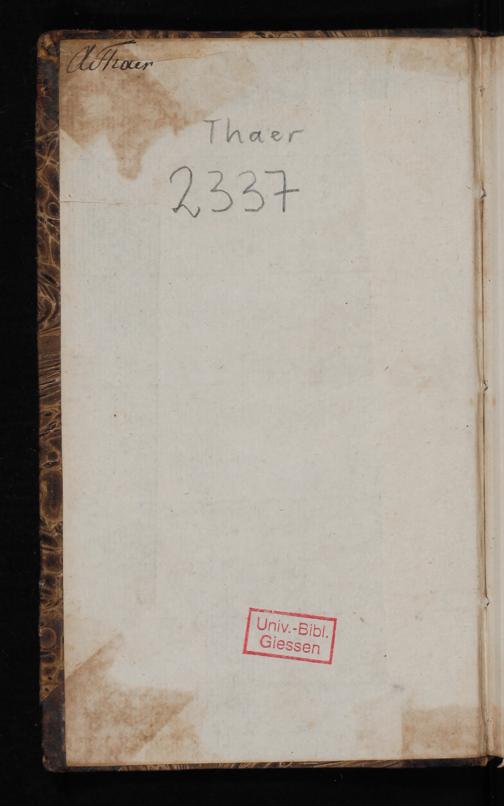 A Thaer
Thaer
2337
Univ.-Bibl.
Giessen